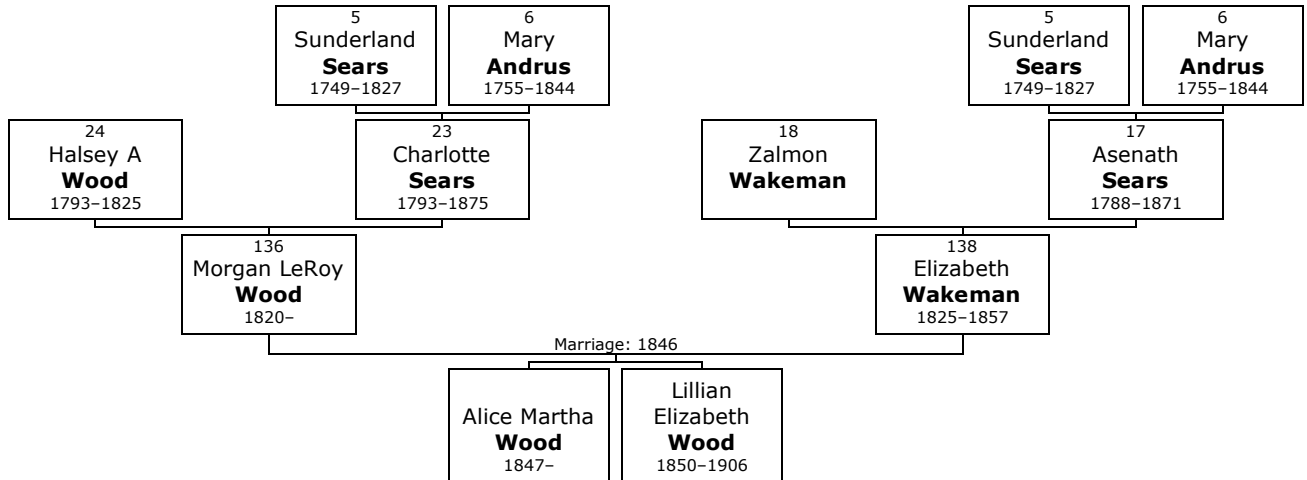 5
Sunderland
Sears
1749–1827
6
Mary
Andrus
1755–1844
5
Sunderland
Sears
1749–1827
6
Mary
Andrus
1755–1844
24
Halsey A
Wood
1793–1825
23
Charlotte
Sears
1793–1875
18
Zalmon
Wakeman
17
Asenath
Sears
1788–1871
136
Morgan LeRoy
Wood
1820–
138
Elizabeth
Wakeman
1825–1857
Marriage: 1846
Alice Martha
Wood
1847–
Lillian
Elizabeth
Wood
1850–1906